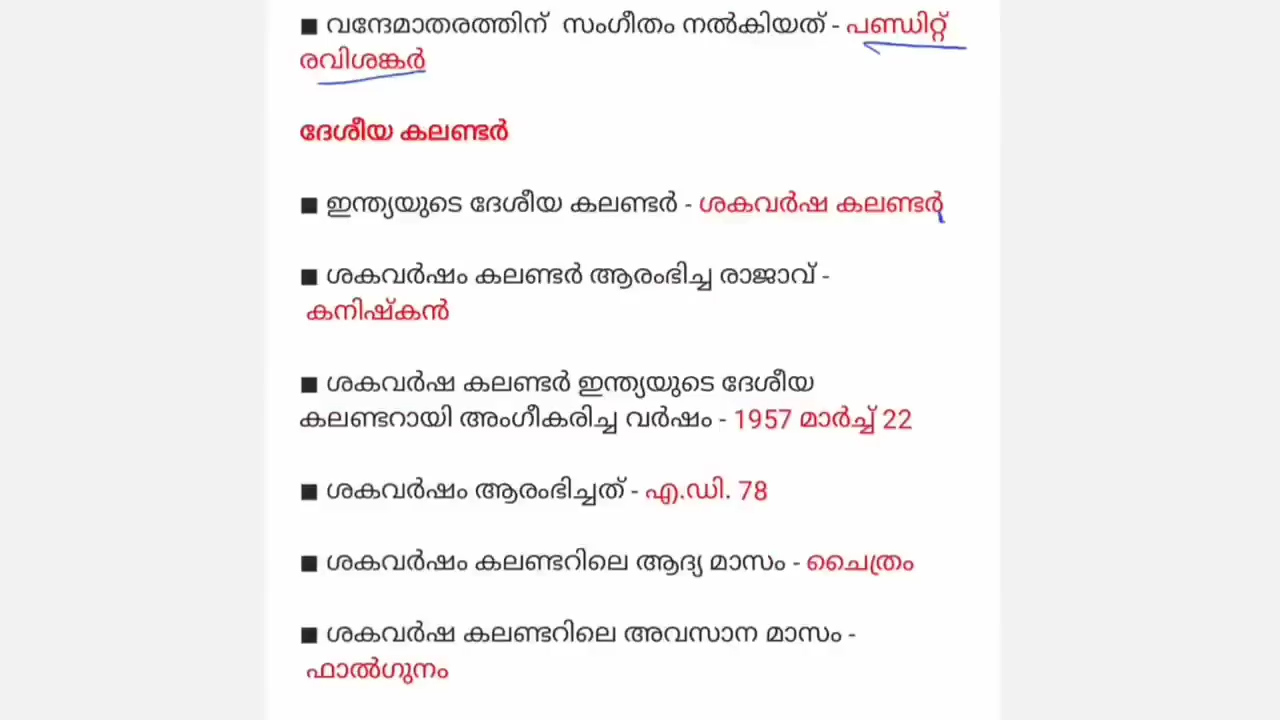 ■ വന്ദേമാതരത്തിന് സംഗീതം നൽകിയത് - പണ്ഡിറ്റ്
രവിശങ്കർ
ദേശീയ കലണ്ടർ
■ ഇന്ത്യയുടെ ദേശീയ കലണ്ടർ - ശകവർഷ കലണ്ടർ
■ ശകവർഷം കലണ്ടർ ആരംഭിച്ച രാജാവ് -
കനിഷ്കൻ
■ ശകവർഷ കലണ്ടർ ഇന്ത്യയുടെ ദേശീയ
കലണ്ടറായി അംഗീകരിച്ച വർഷം - 1957 മാർച്ച് 22
■ ശകവർഷം ആരംഭിച്ചത് - എ.ഡി. 78
■ ശകവർഷം കലണ്ടറിലെ ആദ്യ മാസം - ചൈത്രം
■ ശകവർഷ കലണ്ടറിലെ അവസാന മാസം -
ഫാൽഗുനം